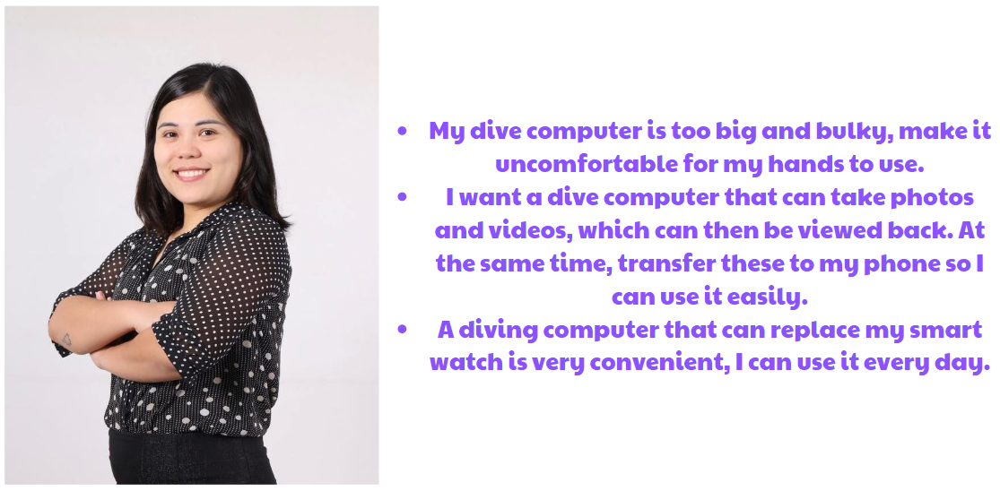 • My dive computer is too big and bulky, make it
uncomfortable for my hands to use.
• I want a dive computer that can take photos
and videos, which can then be viewed back. At
the same time, transfer these to my phone so I
can use it easily.
• A diving computer that can replace my smart
watch is very convenient, I can use it every day.